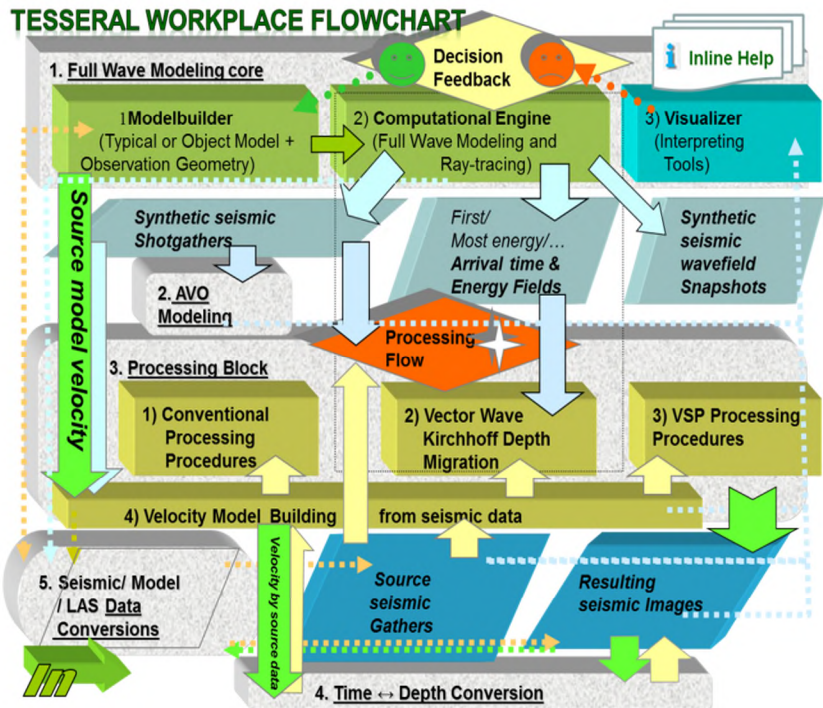 TESSERAL WORKPLACE FLOWCHART
Decision
Feedback
i Inline Help
1. Full Wave Modeling core
1Modelbuilder
(Typical or Object Model +
Observation Geometry)
2) Computational Engine
(Full Wave Modeling and
Ray-tracing)
3) Visualizer
(Interpreting
Tools)
Source model velocity
Synthetic seismic
Shotgathers
First/
Most energy/...
Arrival time &
Energy Fields
Synthetic
seismic
wavefield
Snapshots
2. AVO
Modeling
Processing
Flow
3. Processing Block
1) Conventional
Processing
Procedures
2) Vector Wave
Kirchhoff Depth
Migration
3) VSP Processing
Procedures
4) Velocity Model Building from seismic data
5. Seismic/ Model
/ LAS Data
Conversions
Velocity by source data
Source
seismic
Gathers
Resulting
seismic Images
In
4. Time ↔ Depth Conversion